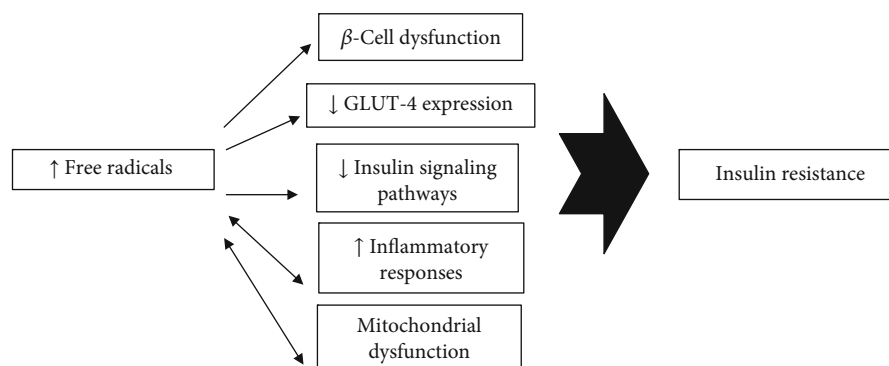 β-Cell dysfunction
↓ GLUT-4 expression
↑ Free radicals
↓ Insulin signaling
pathways
Insulin resistance
↑ Inflammatory
responses
Mitochondrial
dysfunction